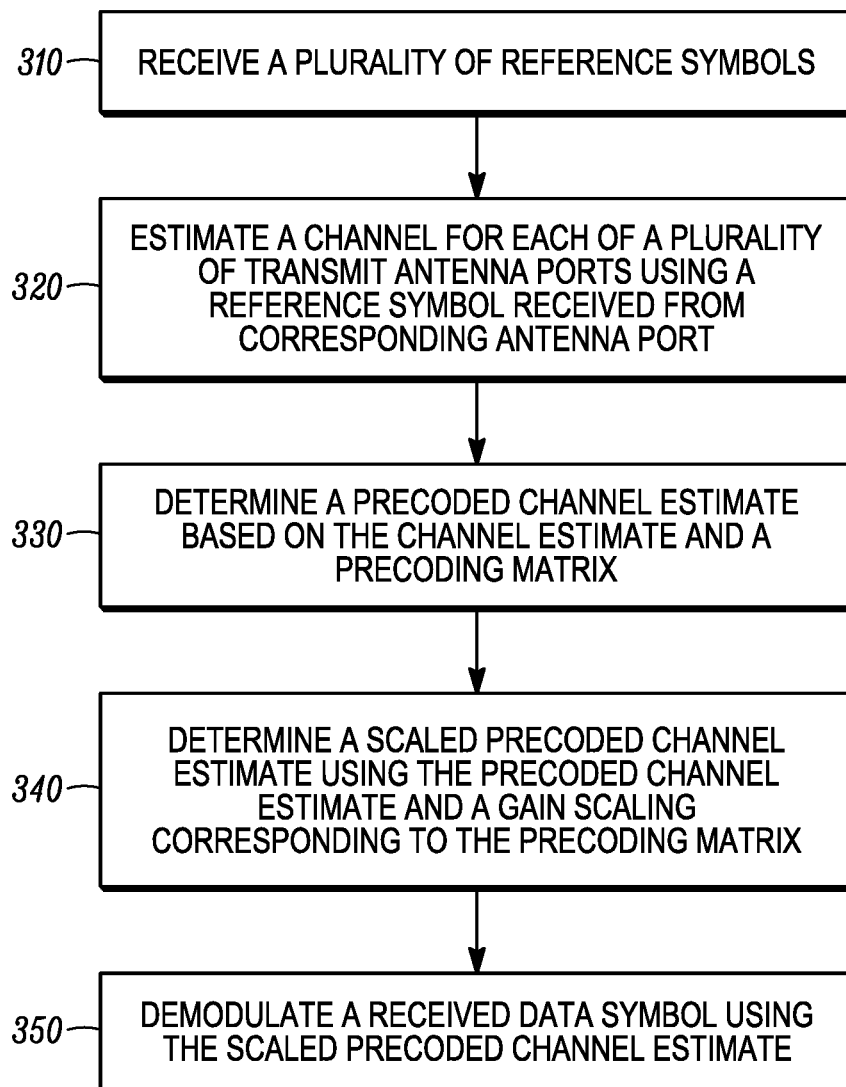 310
RECEIVE A PLURALITY OF REFERENCE SYMBOLS
320
ESTIMATE A CHANNEL FOR EACH OF A PLURALITY
OF TRANSMIT ANTENNA PORTS USING A
REFERENCE SYMBOL RECEIVED FROM
CORRESPONDING ANTENNA PORT
330
DETERMINE A PRECODED CHANNEL ESTIMATE
BASED ON THE CHANNEL ESTIMATE AND A
PRECODING MATRIX
340
DETERMINE A SCALED PRECODED CHANNEL
ESTIMATE USING THE PRECODED CHANNEL
ESTIMATE AND A GAIN SCALING
CORRESPONDING TO THE PRECODING MATRIX
350
DEMODULATE A RECEIVED DATA SYMBOL USING
THE SCALED PRECODED CHANNEL ESTIMATE